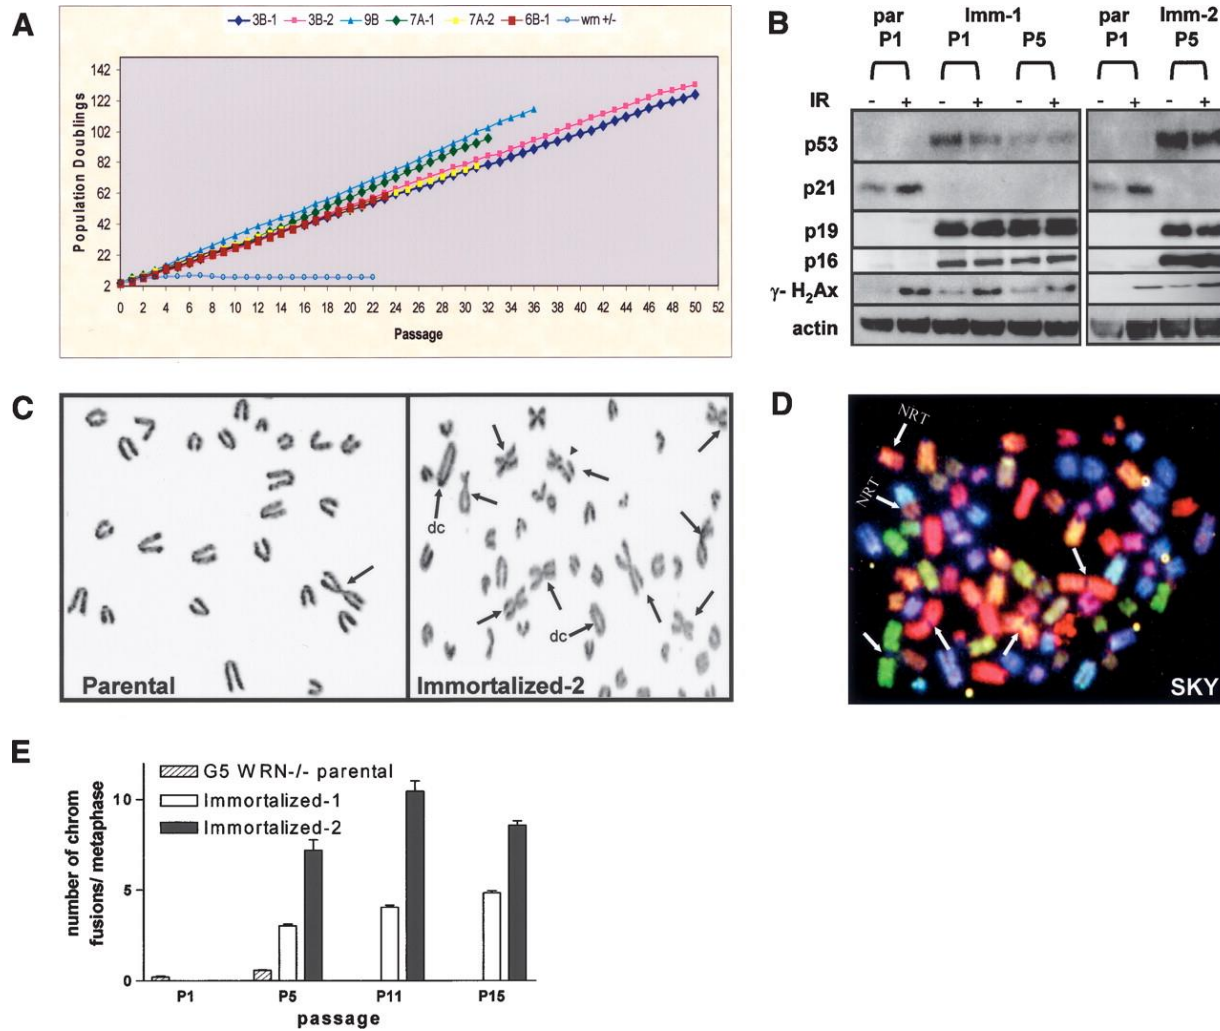 A
3B-1 3B-2 9B 7A-1 7A-2 6B-1 wrn +/-
Population Doublings
142
122
102
82
62
42
22
2
0 2 4 6 8 10 12 14 16 18 20 22 24 26 28 30 32 34 36 38 40 42 44 46 48 50 52
Passage
B
par Imm-1 par Imm-2
P1 P1 P5 P1 P5
IR - + - + - + - + - +
p53
p21
p19
p16
γ- H2Ax
actin
C
Parental
dc
dc
Immortalized-2
D
NRT
NRT
SKY
E
number of chrom
fusions/ metaphase
10
5
0
G5 WRN-/- parental
Immortalized-1
Immortalized-2
P1 P5 P11 P15
passage